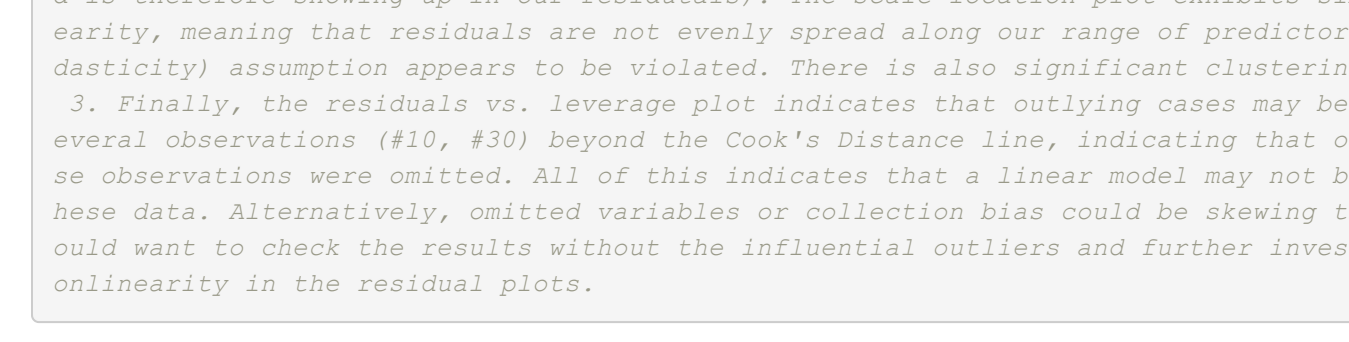 d is therefore showing up in our residuals). The scale-location plot exhibits
earity, meaning that residuals are not evenly spread along our range of predictor
dasticity) assumption appears to be violated. There is also significant clusterin
3. Finally, the residuals vs. leverage plot indicates that outlying cases may be
everal observations (#10, #30) beyond the Cook's Distance line, indicating that o
se observations were omitted. All of this indicates that a linear model may not b
hese data. Alternatively, omitted variables or collection bias could be skewing t
ould want to check the results without the influential outliers and further inves
onlinearity in the residual plots.